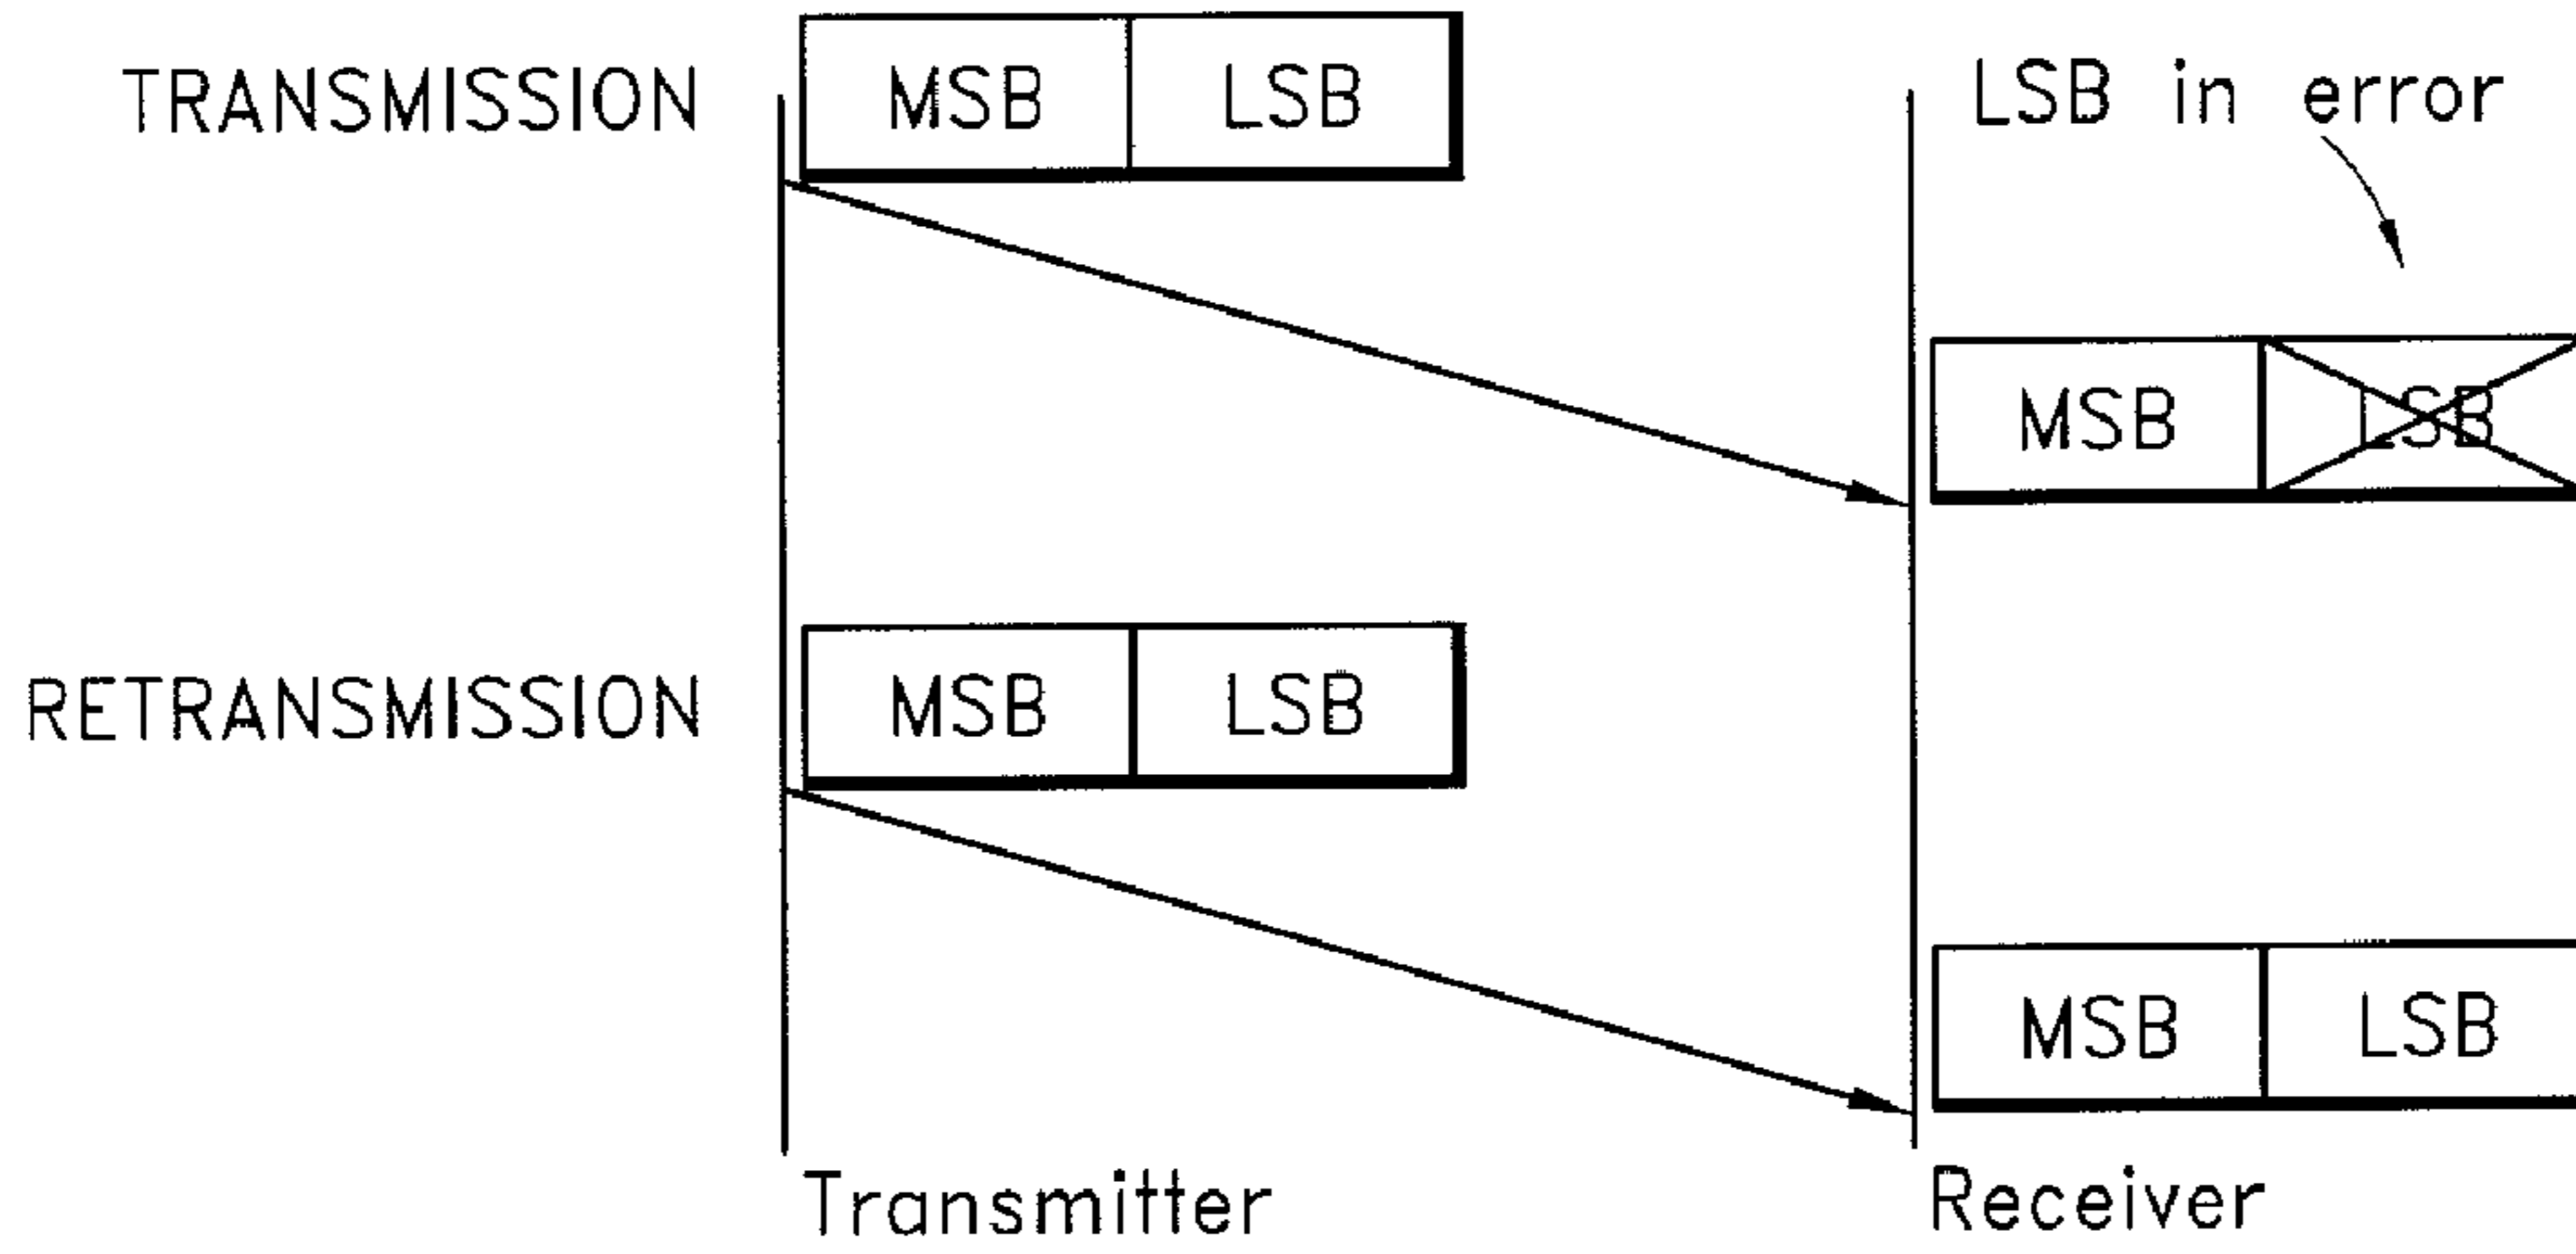 TRANSMISSION
MSB LSB
LSB in error
MSB LSB
RETRANSMISSION
MSB LSB
MSB LSB
Transmitter
Receiver